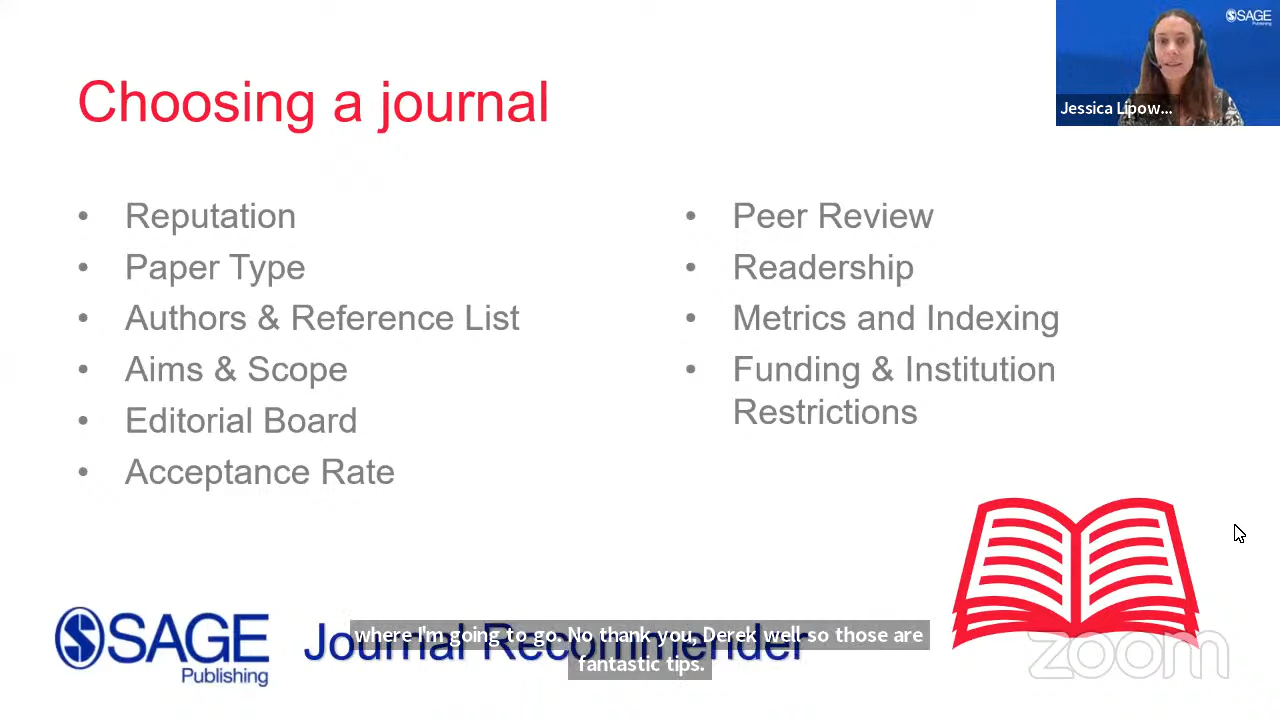 SAGE
Publishing
Jessica Lipow...
Choosing a journal
• Reputation
• Paper Type
• Authors & Reference List
• Aims & Scope
• Editorial Board
• Acceptance Rate
• Peer Review
• Readership
• Metrics and Indexing
• Funding & Institution
Restrictions
SAGE
Publishing
Journal Recommender
where I'm going to go. No thank you, Derek well so those are
fantastic tips.
zoom